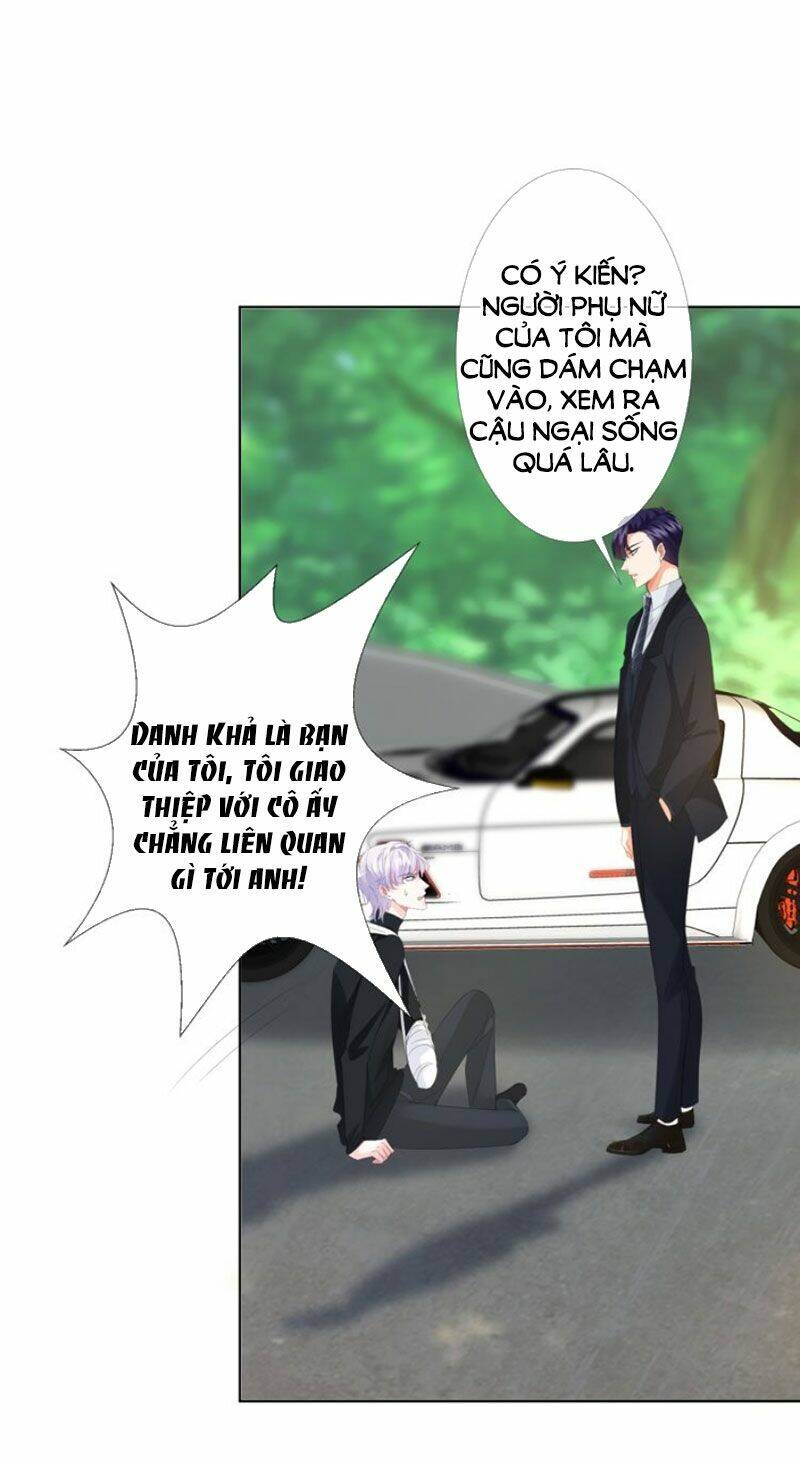 CÓ Ý KIẾN?
NGƯỜI PHỤ NỮ
CỦA TÔI MÀ
CŨNG DÁM CHẠM
VÀO, XEM RA
CẬU NGẠI SỐNG
QUÁ LÂU.
DANH KHẢ LÀ BẠN
CỦA TÔI, TÔI GIAO
THIỆP VỚI CÔ ẤY
CHẲNG LIÊN QUAN
GÌ TỚI ANH!